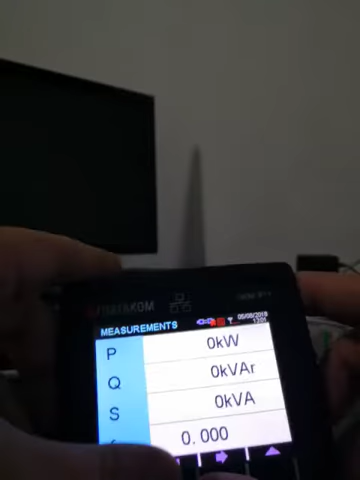 DATAKOM
MEASUREMENTS
P 0kW
Q 0kVAr
S 0kVA
0.000